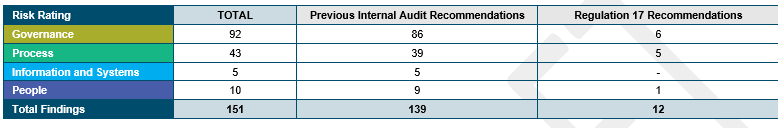 Risk Rating TOTAL Previous Internal Audit Recommendations Regulation 17 Recommendations
Governance 92 86 6
Process 43 39 5
Information and Systems 5 5 -
People 10 9 1
Total Findings 151 139 12